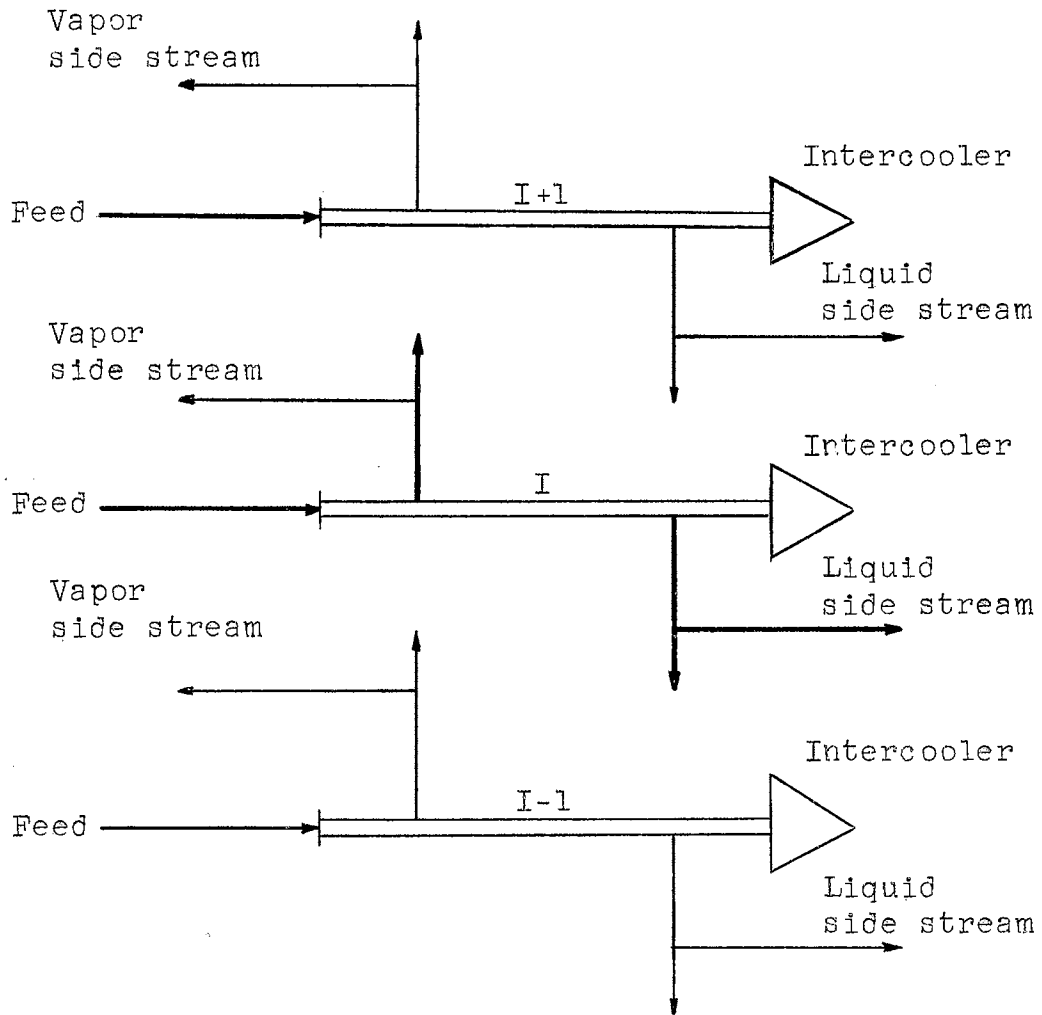 Vapor
side stream
Intercooler
I+1
Feed
Liquid
side stream
Vapor
side stream
Intercooler
I
Feed
Liquid
side stream
Vapor
side stream
Intercooler
I-1
Feed
Liquid
side stream